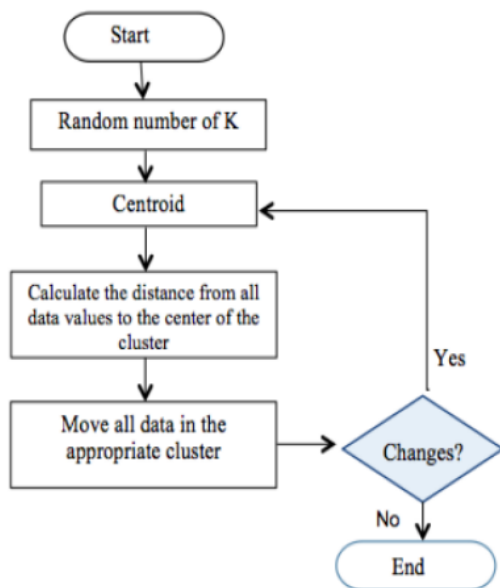 Start
Random number of K
Centroid
Calculate the distance from all
data values to the center of the
cluster
Yes
Move all data in the
appropriate cluster
Changes?
No
End